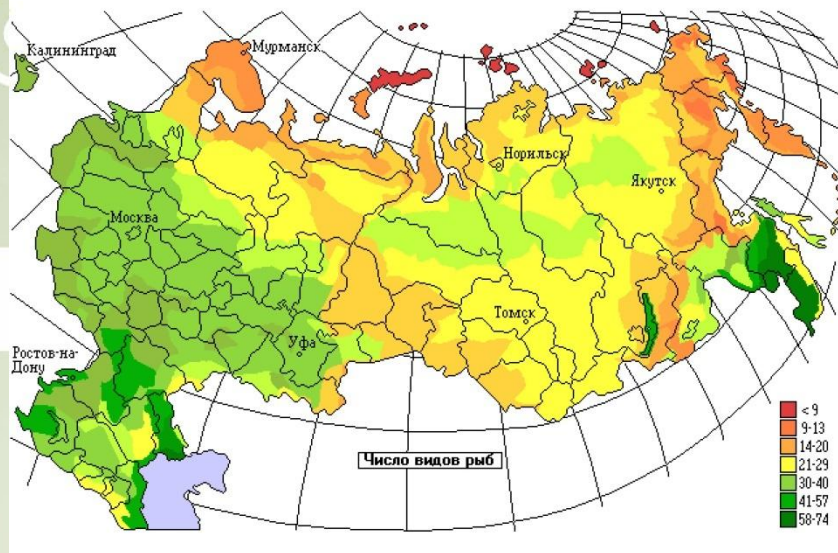 Калининград
Мурманск
Норильск
Якутск
Москва
Томск
Уфа
Ростов-на-
Дону
Число видов рыб
< 9
9-13
14-20
21-29
30-40
41-57
58-74